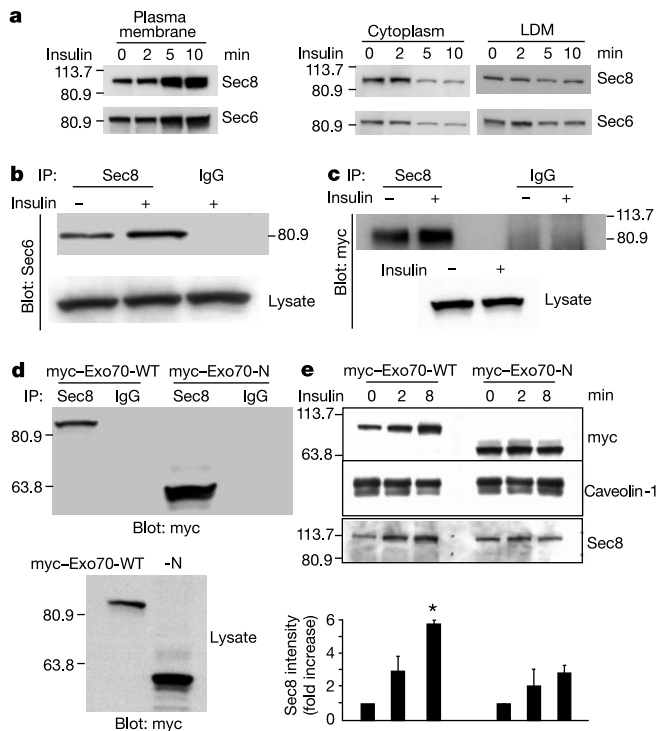 a
Plasma membrane
Insulin 0 2 5 10 min
113.7
80.9
Sec8
80.9
Sec6
Cytoplasm LDM
Insulin 0 2 5 10 0 2 5 10
113.7
80.9
Sec8
80.9
Sec6
b
IP: Sec8 IgG
Insulin – + +
Blot: Sec6
80.9
Lysate
c
IP: Sec8 IgG
Insulin – + – +
Blot: myc
113.7
80.9
Insulin – +
Lysate
d
myc–Exo70-WT myc–Exo70-N
IP: Sec8 IgG Sec8 IgG
80.9
63.8
Blot: myc
myc–Exo70-WT -N
80.9
63.8
Lysate
Blot: myc
e
myc–Exo70-WT myc–Exo70-N
Insulin 0 2 8 0 2 8 min
113.7
63.8
myc
Caveolin-1
113.7
80.9
Sec8
Sec8 intensity
(fold increase)
6
4
2
0
*